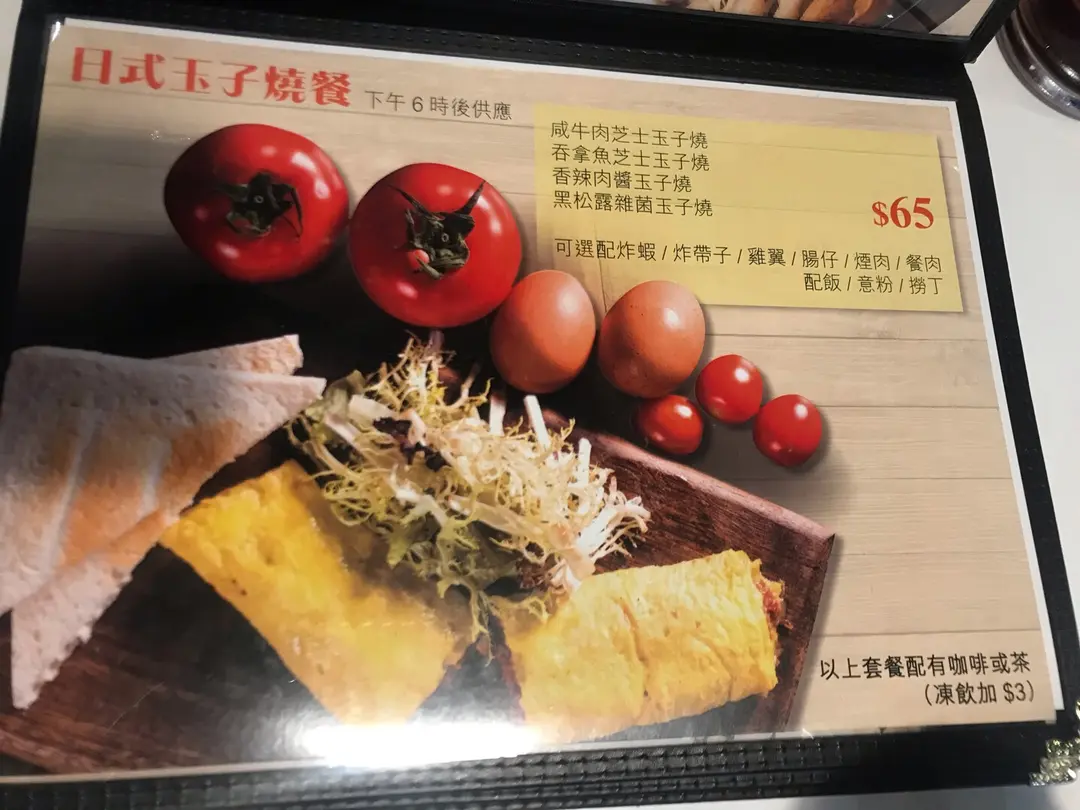 日式玉子燒餐 下午 6 時後供應
咸牛肉芝士玉子燒
吞拿魚芝士玉子燒
香辣肉醬玉子燒
黑松露雜菌玉子燒
$65
可選配炸蝦 / 炸帶子 / 雞翼 / 腸仔 / 煙肉 / 餐肉
配飯 / 意粉 / 撈丁
以上套餐配有咖啡或茶
（凍飲加 $3）